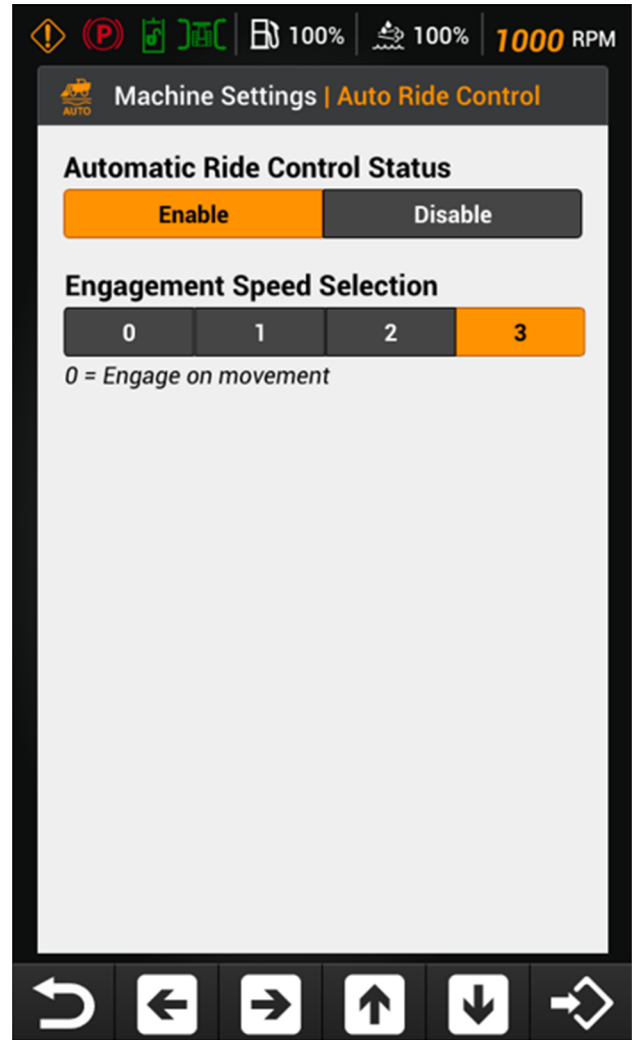 P 100% 100% 1000 RPM
AUTO Machine Settings | Auto Ride Control
Automatic Ride Control Status
Enable Disable
Engagement Speed Selection
0 1 2 3
0 = Engage on movement